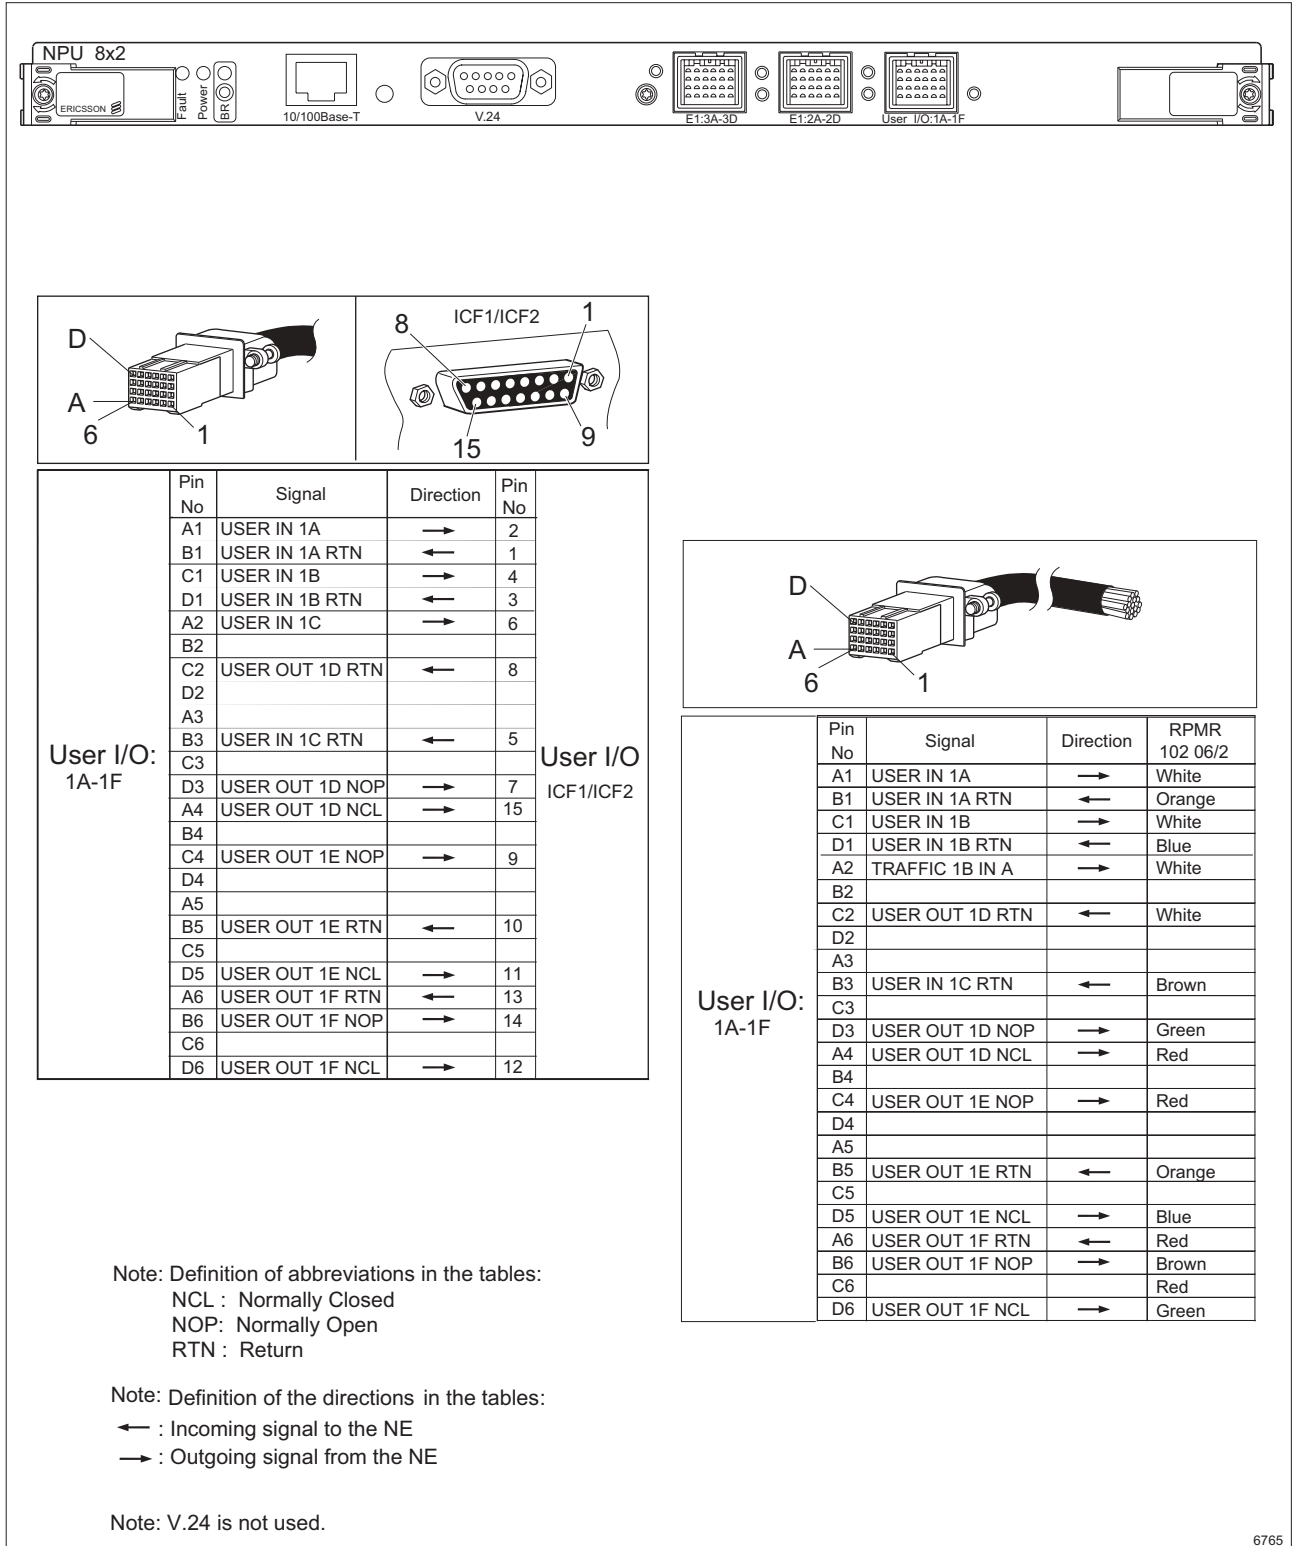 NPU 8x2
ERICSSON
Fault
Power
BR
10/100Base-T
V.24
E1:3A-3D
E1:2A-2D
User I/O:1A-1F
D
A
6
1
ICF1/ICF2
8
1
15
9
User I/O:
1A-1F
Pin No Signal Direction Pin No
A1 USER IN 1A → 2
B1 USER IN 1A RTN ← 1
C1 USER IN 1B → 4
D1 USER IN 1B RTN ← 3
A2 USER IN 1C → 6
B2
C2 USER OUT 1D RTN ← 8
D2
A3
B3 USER IN 1C RTN ← 5
C3
D3 USER OUT 1D NOP → 7
A4 USER OUT 1D NCL → 15
B4
C4 USER OUT 1E NOP → 9
D4
A5
B5 USER OUT 1E RTN ← 10
C5
D5 USER OUT 1E NCL → 11
A6 USER OUT 1F RTN ← 13
B6 USER OUT 1F NOP → 14
C6
D6 USER OUT 1F NCL → 12
User I/O
ICF1/ICF2
D
A
6
1
User I/O:
1A-1F
Pin No Signal Direction RPMR 102 06/2
A1 USER IN 1A → White
B1 USER IN 1A RTN ← Orange
C1 USER IN 1B → White
D1 USER IN 1B RTN ← Blue
A2 TRAFFIC 1B IN A → White
B2
C2 USER OUT 1D RTN ← White
D2
A3
B3 USER IN 1C RTN ← Brown
C3
D3 USER OUT 1D NOP → Green
A4 USER OUT 1D NCL → Red
B4
C4 USER OUT 1E NOP → Red
D4
A5
B5 USER OUT 1E RTN ← Orange
C5
D5 USER OUT 1E NCL → Blue
A6 USER OUT 1F RTN ← Red
B6 USER OUT 1F NOP → Brown
C6 Red
D6 USER OUT 1F NCL → Green
Note: Definition of abbreviations in the tables:
NCL : Normally Closed
NOP: Normally Open
RTN : Return
Note: Definition of the directions in the tables:
← : Incoming signal to the NE
→ : Outgoing signal from the NE
Note: V.24 is not used.
6765